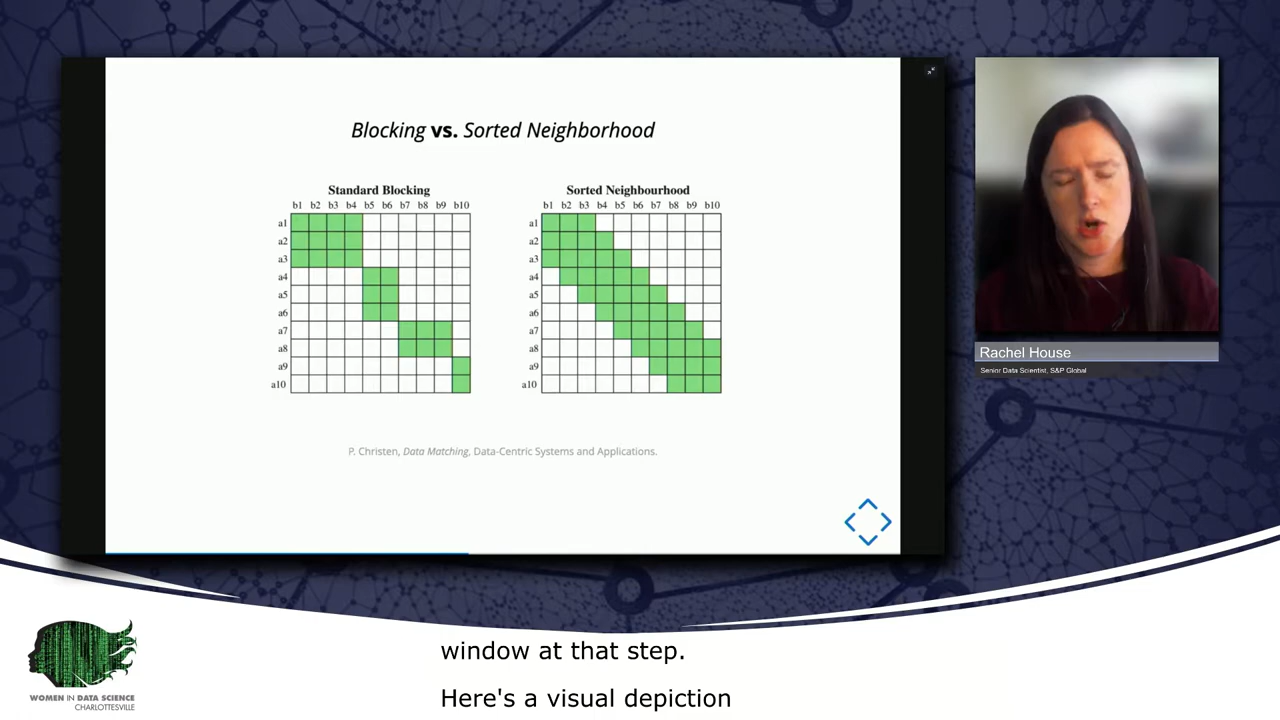 Blocking vs. Sorted Neighborhood
Standard Blocking
b1 b2 b3 b4 b5 b6 b7 b8 b9 b10
a1
a2
a3
a4
a5
a6
a7
a8
a9
a10
Sorted Neighbourhood
b1 b2 b3 b4 b5 b6 b7 b8 b9 b10
a1
a2
a3
a4
a5
a6
a7
a8
a9
a10
P. Christen, Data Matching, Data-Centric Systems and Applications.
Rachel House
Senior Data Scientist, S&P Global
WOMEN IN DATA SCIENCE
CHARLOTTESVILLE
window at that step.
Here's a visual depiction